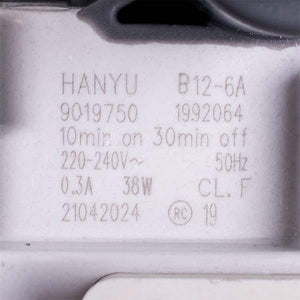 HANYU B12-6A
9019750 1992064
10min on 30min off
220-240V~ 50Hz
0.3A 38W CL.F
21042024 RC 19